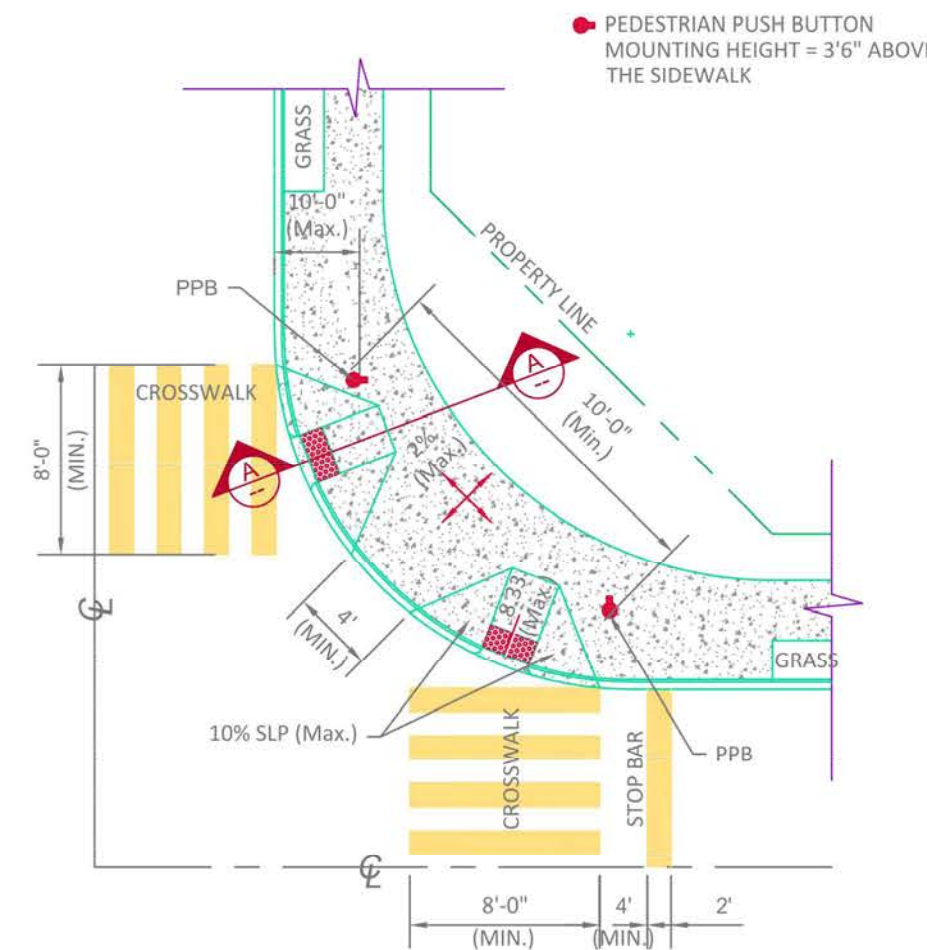 PEDESTRIAN PUSH BUTTON
MOUNTING HEIGHT = 3'6" ABOVE
THE SIDEWALK
GRASS
10'-0"
(Max.)
PPB
PROPERTY LINE
CROSSWALK
8'-0"
(MIN.)
A
--
A
--
10'-0"
(Min.)
2%
(Max.)
8.33
(Max.)
4'
(MIN.)
GRASS
10% SLP (Max.)
CROSSWALK
STOP BAR
PPB
8'-0"
(MIN.)
4'
(MIN.)
2'